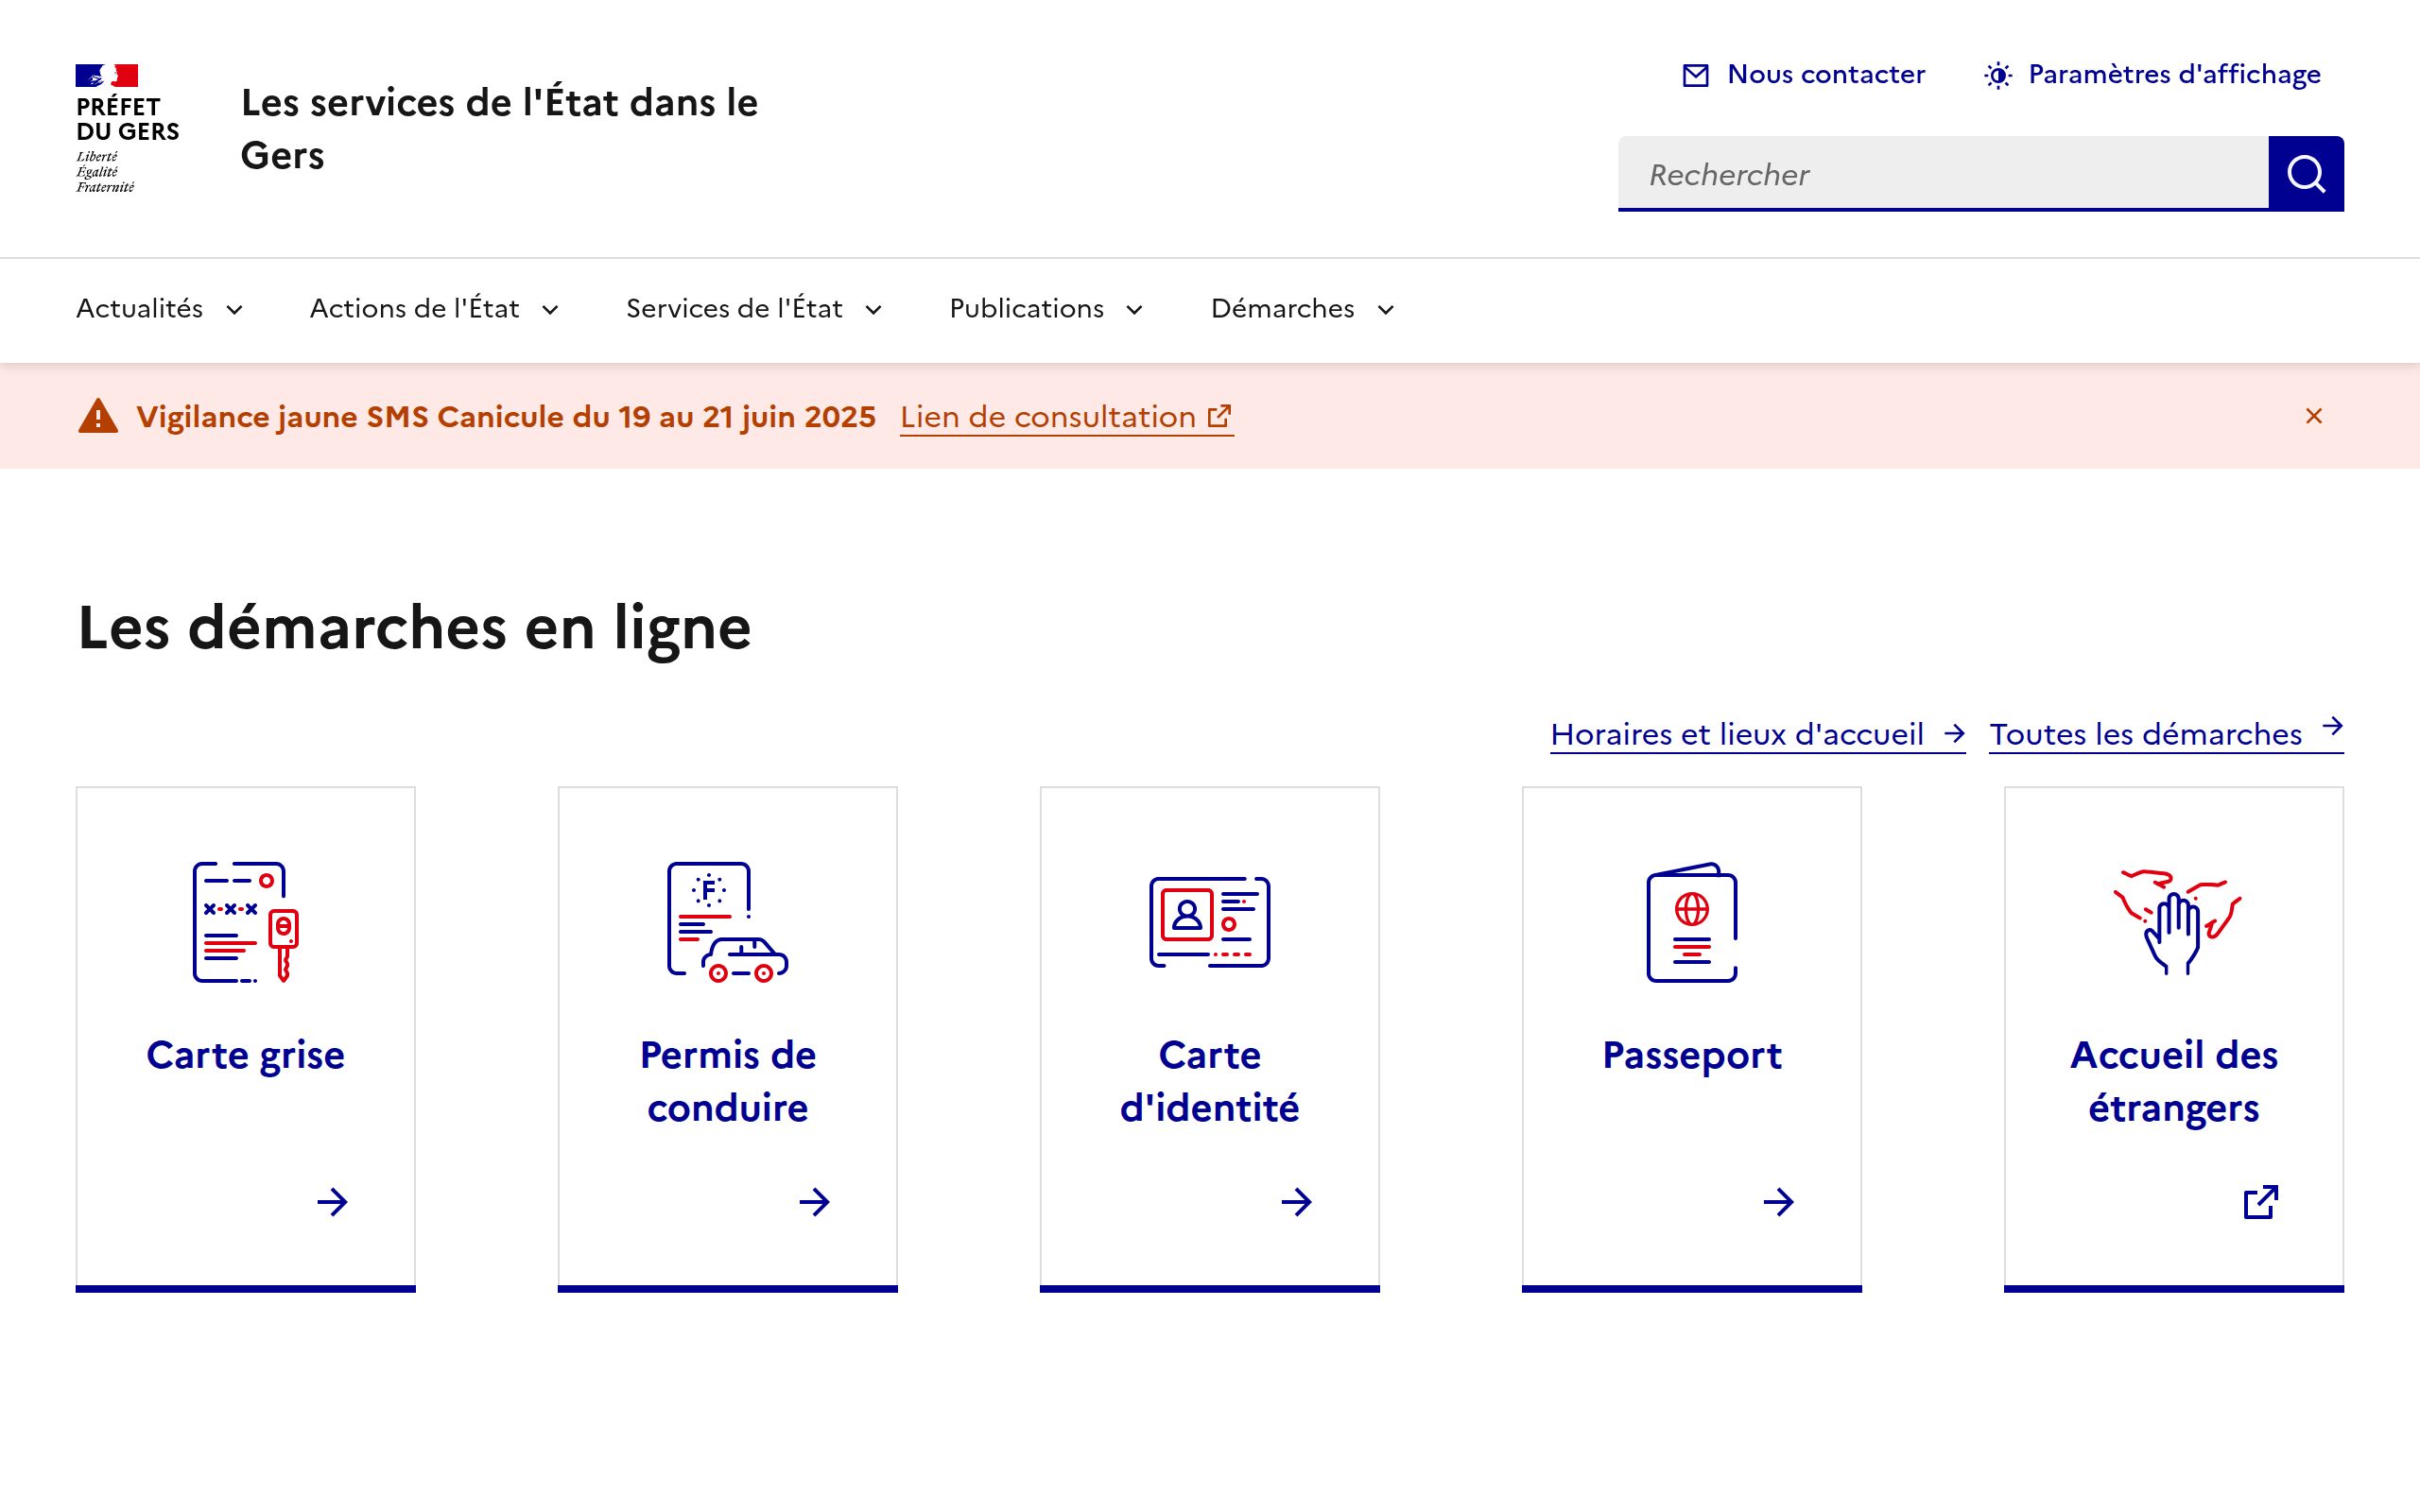 PRÉFET
DU GERS
Liberté
Égalité
Fraternité
Les services de l'État dans le
Gers
Nous contacter
Paramètres d'affichage
Rechercher
Actualités
Actions de l'État
Services de l'État
Publications
Démarches
Vigilance jaune SMS Canicule du 19 au 21 juin 2025 Lien de consultation
Les démarches en ligne
Horaires et lieux d'accueil
Toutes les démarches
Carte grise
Permis de
conduire
Carte
d'identité
Passeport
Accueil des
étrangers